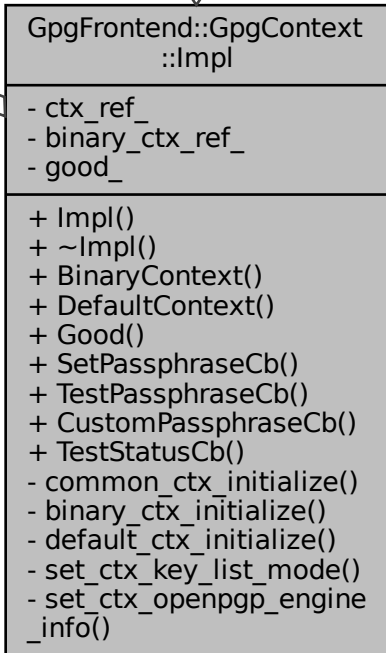 GpgFrontend::GpgContext
::Impl
- ctx_ref_
- binary_ctx_ref_
- good_
+ Impl()
+ ~Impl()
+ BinaryContext()
+ DefaultContext()
+ Good()
+ SetPassphraseCb()
+ TestPassphraseCb()
+ CustomPassphraseCb()
+ TestStatusCb()
- common_ctx_initialize()
- binary_ctx_initialize()
- default_ctx_initialize()
- set_ctx_key_list_mode()
- set_ctx_openpgp_engine
_info()